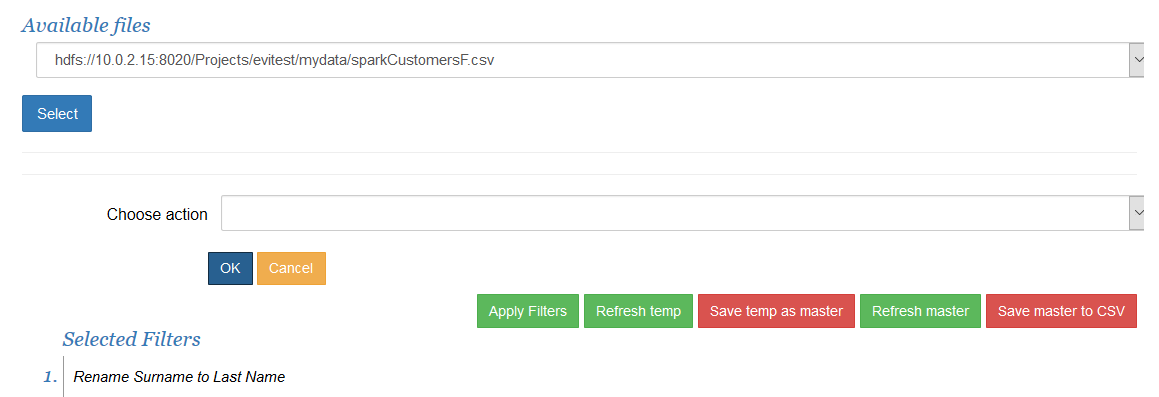 Available files
hdfs://10.0.2.15:8020/Projects/evitest/mydata/sparkCustomersF.csv
Select
Choose action
OK Cancel
Apply Filters Refresh temp Save temp as master Refresh master Save master to CSV
Selected Filters
1. Rename Surname to Last Name